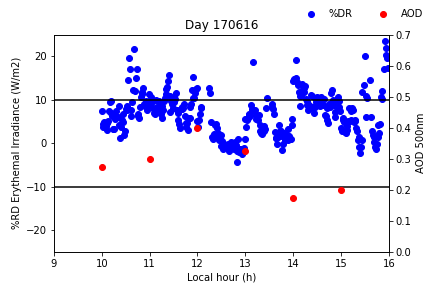 %DR AOD
Day 170616
%RD Erythemal Irradiance (W/m2)
20
10
0
−10
−20
0.7
0.6
0.5
0.4
0.3
0.2
0.1
0.0
AOD 500nm
9 10 11 12 13 14 15 16
Local hour (h)